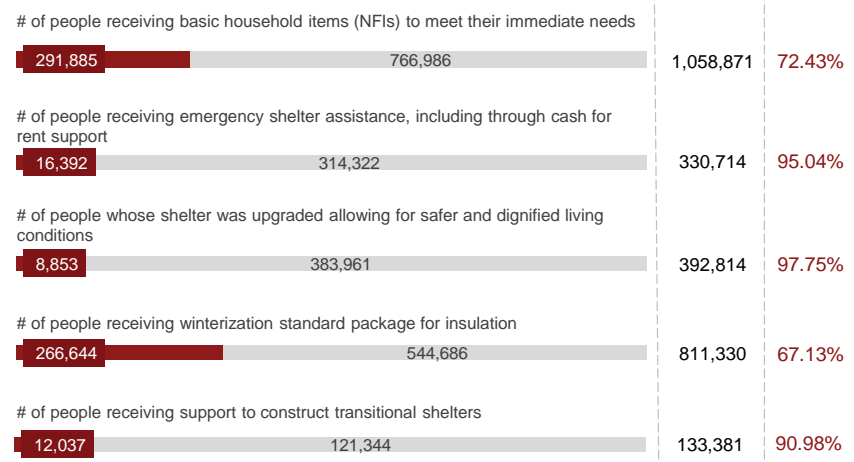 # of people receiving basic household items (NFIs) to meet their immediate needs
291,885 766,986 1,058,871 72.43%
# of people receiving emergency shelter assistance, including through cash for
rent support
16,392 314,322 330,714 95.04%
# of people whose shelter was upgraded allowing for safer and dignified living
conditions
8,853 383,961 392,814 97.75%
# of people receiving winterization standard package for insulation
266,644 544,686 811,330 67.13%
# of people receiving support to construct transitional shelters
12,037 121,344 133,381 90.98%